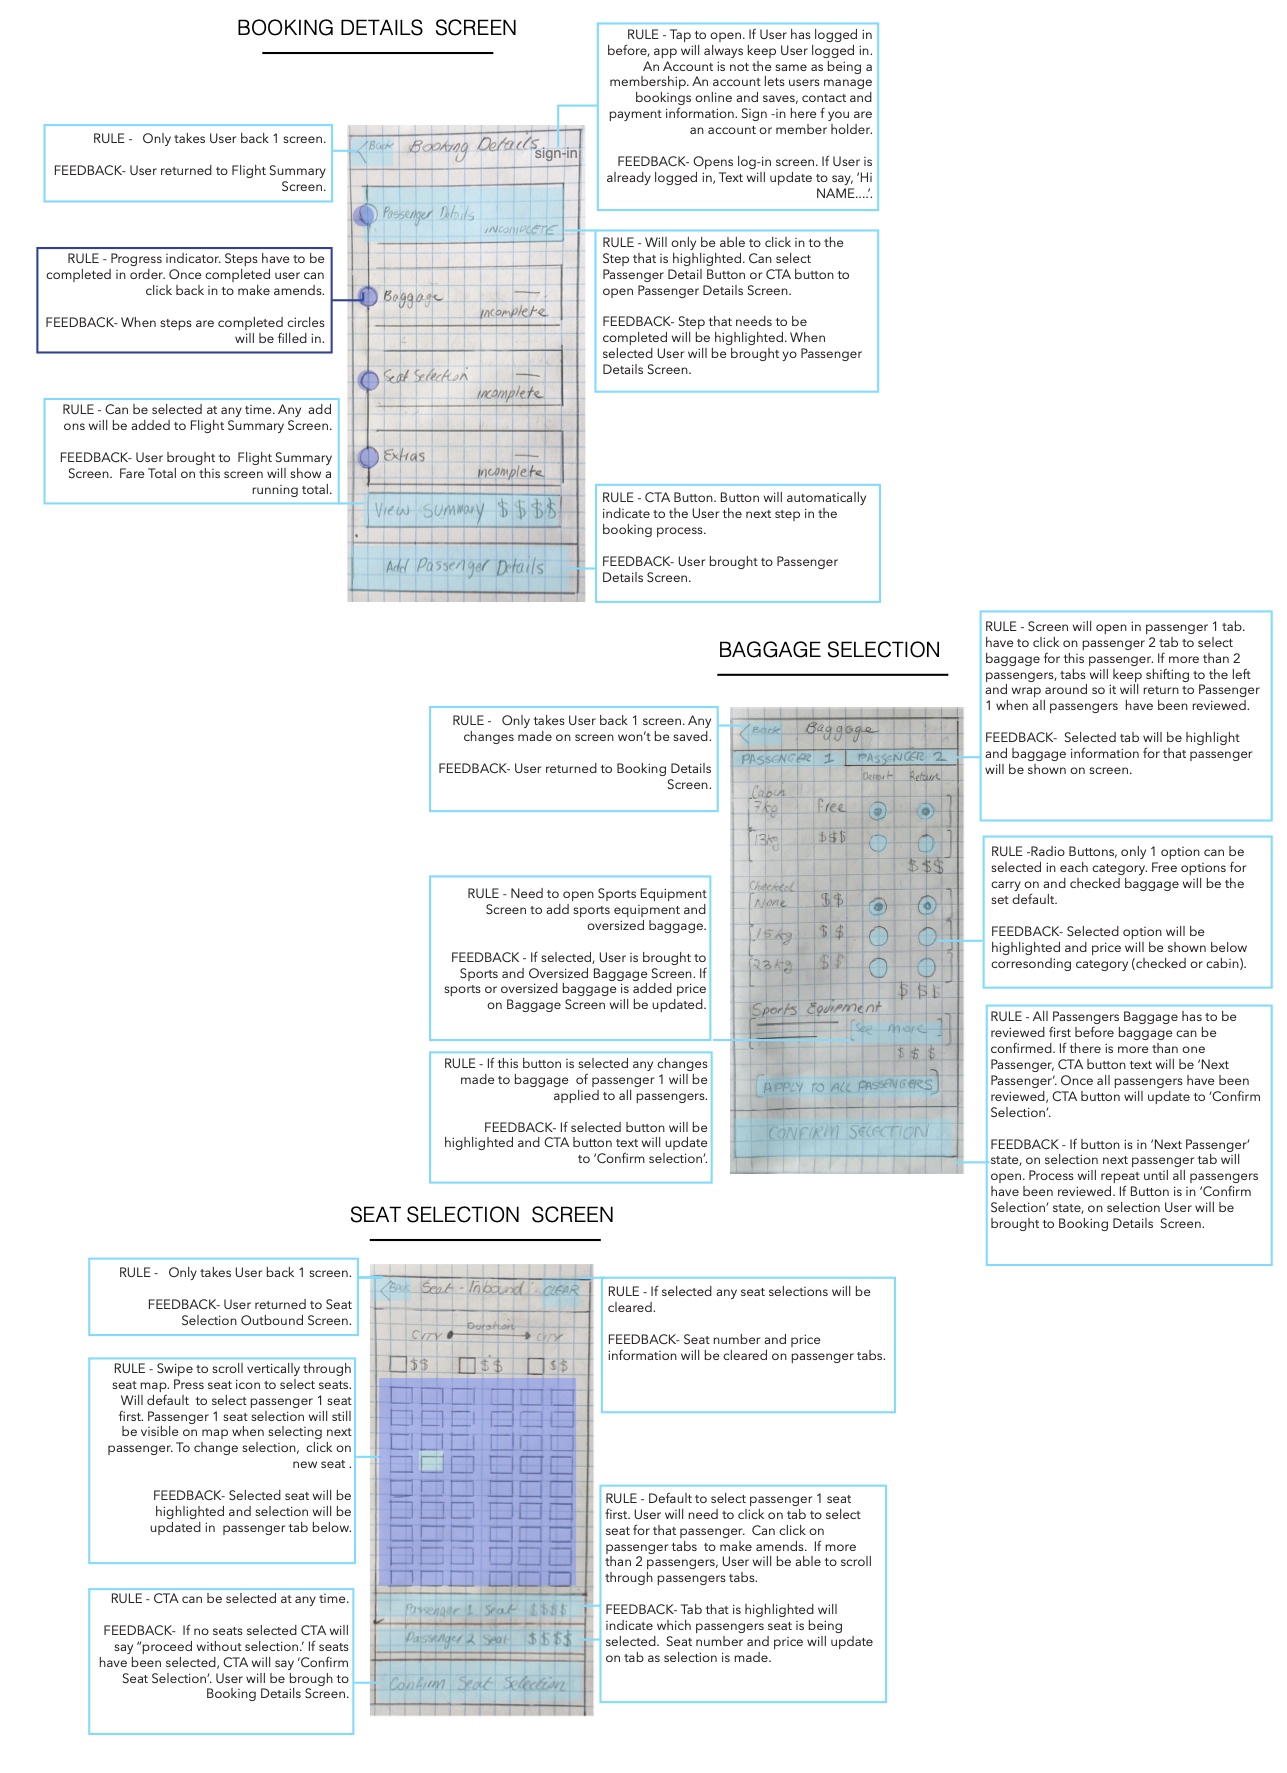 BOOKING DETAILS  SCREEN
RULE - Tap to open. If User has logged in
before, app will always keep User logged in.
An Account is not the same as being a
membership. An account lets users manage
bookings online and saves, contact and
payment information. Sign -in here f you are
an account or member holder.
FEEDBACK- Opens log-in screen. If User is
already logged in, Text will update to say, ‘Hi
NAME....’.
RULE -   Only takes User back 1 screen.
FEEDBACK- User returned to Flight Summary
Screen.
RULE - Progress indicator. Steps have to be
completed in order. Once completed user can
click back in to make amends.
FEEDBACK- When steps are completed circles
will be filled in.
RULE - Can be selected at any time. Any  add
ons will be added to Flight Summary Screen.
FEEDBACK- User brought to  Flight Summary
Screen.  Fare Total on this screen will show a
running total.
Back Booking Details
sign-in
Passenger Details
INCOMPLETE
Baggage
incomplete
Seat Selection
incomplete
Extras
incomplete
View Summary $$$$
Add Passenger Details
RULE - Will only be able to click in to the
Step that is highlighted. Can select
Passenger Detail Button or CTA button to
open Passenger Details Screen.
FEEDBACK- Step that needs to be
completed will be highlighted. When
selected User will be brought yo Passenger
Details Screen.
RULE - CTA Button. Button will automatically
indicate to the User the next step in the
booking process.
FEEDBACK- User brought to Passenger
Details Screen.
BAGGAGE SELECTION
RULE -   Only takes User back 1 screen. Any
changes made on screen won’t be saved.
FEEDBACK- User returned to Booking Details
Screen.
RULE - Need to open Sports Equipment
Screen to add sports equipment and
oversized baggage.
FEEDBACK - If selected, User is brought to
Sports and Oversized Baggage Screen. If
sports or oversized baggage is added price
on Baggage Screen will be updated.
RULE - If this button is selected any changes
made to baggage  of passenger 1 will be
applied to all passengers.
FEEDBACK- If selected button will be
highlighted and CTA button text will update
to ‘Confirm selection’.
Back Baggage
PASSENGER 1 PASSENGER 2
Depart Return
Cabin
7kg free
13kg $$$
$$$
Checked
None $$
15kg $$
23kg $$
$$$
Sports Equipment
see more
$$$
APPLY TO ALL PASSENGERS
CONFIRM SELECTION
RULE - Screen will open in passenger 1 tab.
have to click on passenger 2 tab to select
baggage for this passenger. If more than 2
passengers, tabs will keep shifting to the left
and wrap around so it will return to Passenger
1 when all passengers  have been reviewed.
FEEDBACK-  Selected tab will be highlight
and baggage information for that passenger
will be shown on screen.
RULE -Radio Buttons, only 1 option can be
selected in each category. Free options for
carry on and checked baggage will be the
set default.
FEEDBACK- Selected option will be
highlighted and price will be shown below
corresonding category (checked or cabin).
RULE - All Passengers Baggage has to be
reviewed first before baggage can be
confirmed. If there is more than one
Passenger, CTA button text will be ‘Next
Passenger’. Once all passengers have been
reviewed, CTA button will update to ‘Confirm
Selection’.
FEEDBACK - If button is in ‘Next Passenger’
state, on selection next passenger tab will
open. Process will repeat until all passengers
have been reviewed. If Button is in ‘Confirm
Selection’ state, on selection User will be
brought to Booking Details  Screen.
SEAT SELECTION  SCREEN
RULE -   Only takes User back 1 screen.
FEEDBACK- User returned to Seat
Selection Outbound Screen.
RULE - Swipe to scroll vertically through
seat map. Press seat icon to select seats.
Will default  to select passenger 1 seat
first. Passenger 1 seat selection will still
be visible on map when selecting next
passenger. To change selection,  click on
new seat .
FEEDBACK- Selected seat will be
highlighted and selection will be
updated in  passenger tab below.
RULE - CTA can be selected at any time.
FEEDBACK-  If no seats selected CTA will
say “proceed without selection.’ If seats
have been selected, CTA will say ‘Confirm
Seat Selection’. User will be brough to
Booking Details Screen.
Back Seat - Inbound CLEAR
Duration
CITY CITY
$$ $$ $$
Passenger 1 Seat $$$$
Passenger 2 Seat $$$$
Confirm Seat Selection
RULE - If selected any seat selections will be
cleared.
FEEDBACK- Seat number and price
information will be cleared on passenger tabs.
RULE - Default to select passenger 1 seat
first. User will need to click on tab to select
seat for that passenger.  Can click on
passenger tabs  to make amends.  If more
than 2 passengers, User will be able to scroll
through passengers tabs.
FEEDBACK- Tab that is highlighted will
indicate which passengers seat is being
selected.  Seat number and price will update
on tab as selection is made.